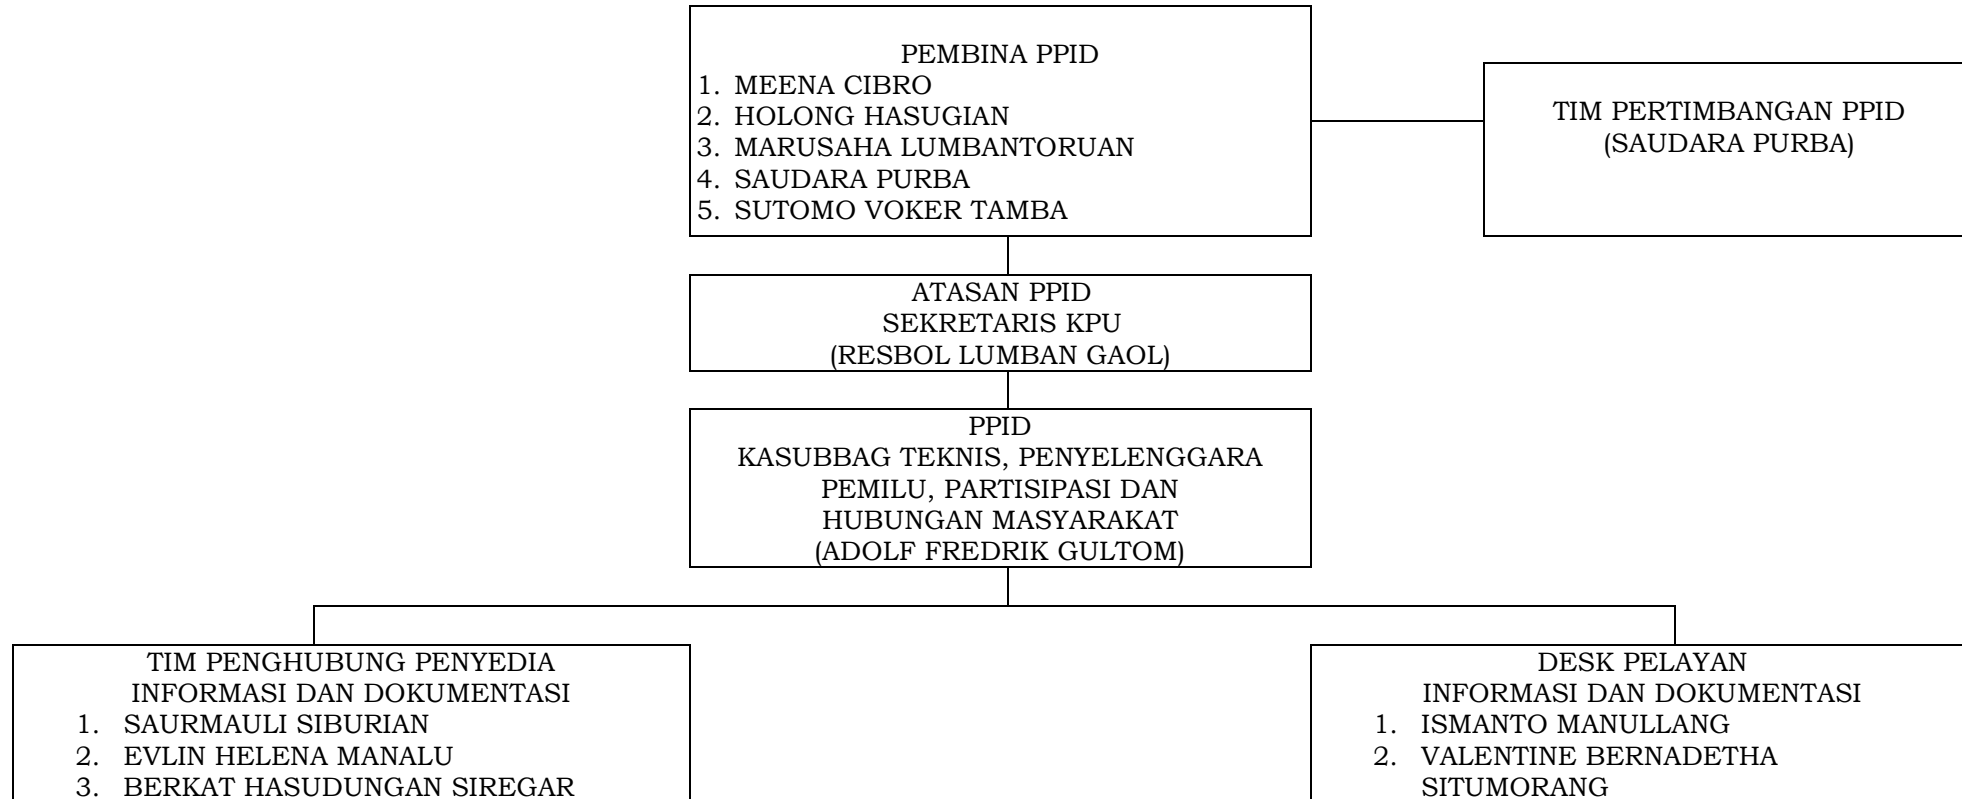 PEMBINA PPID
1. MEENA CIBRO
2. HOLONG HASUGIAN
3. MARUSAHA LUMBANTORUAN
4. SAUDARA PURBA
5. SUTOMO VOKER TAMBA
TIM PERTIMBANGAN PPID
(SAUDARA PURBA)
ATASAN PPID
SEKRETARIS KPU
(RESBOL LUMBAN GAOL)
PPID
KASUBBAG TEKNIS, PENYELENGGARA
PEMILU, PARTISIPASI DAN
HUBUNGAN MASYARAKAT
(ADOLF FREDRIK GULTOM)
TIM PENGHUBUNG PENYEDIA
INFORMASI DAN DOKUMENTASI
1. SAURMAULI SIBURIAN
2. EVLIN HELENA MANALU
3. BERKAT HASUDUNGAN SIREGAR
DESK PELAYAN
INFORMASI DAN DOKUMENTASI
1. ISMANTO MANULLANG
2. VALENTINE BERNADETHA
SITUMORANG